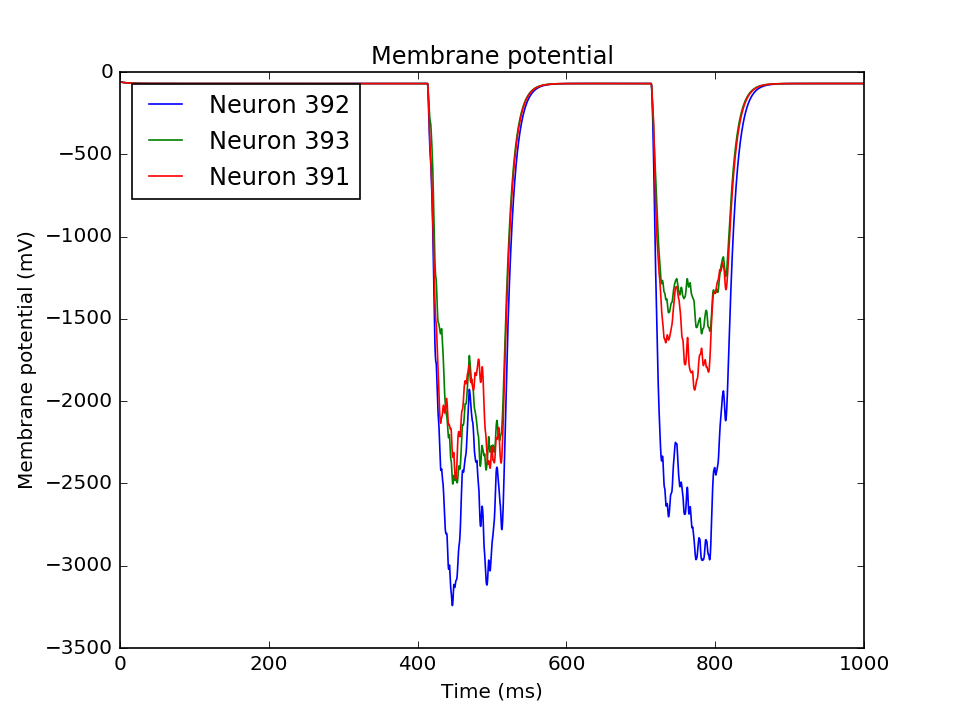 Membrane potential
0
−500
−1000
−1500
−2000
−2500
−3000
−3500
Membrane potential (mV)
Neuron 392
Neuron 393
Neuron 391
0 200 400 600 800 1000
Time (ms)